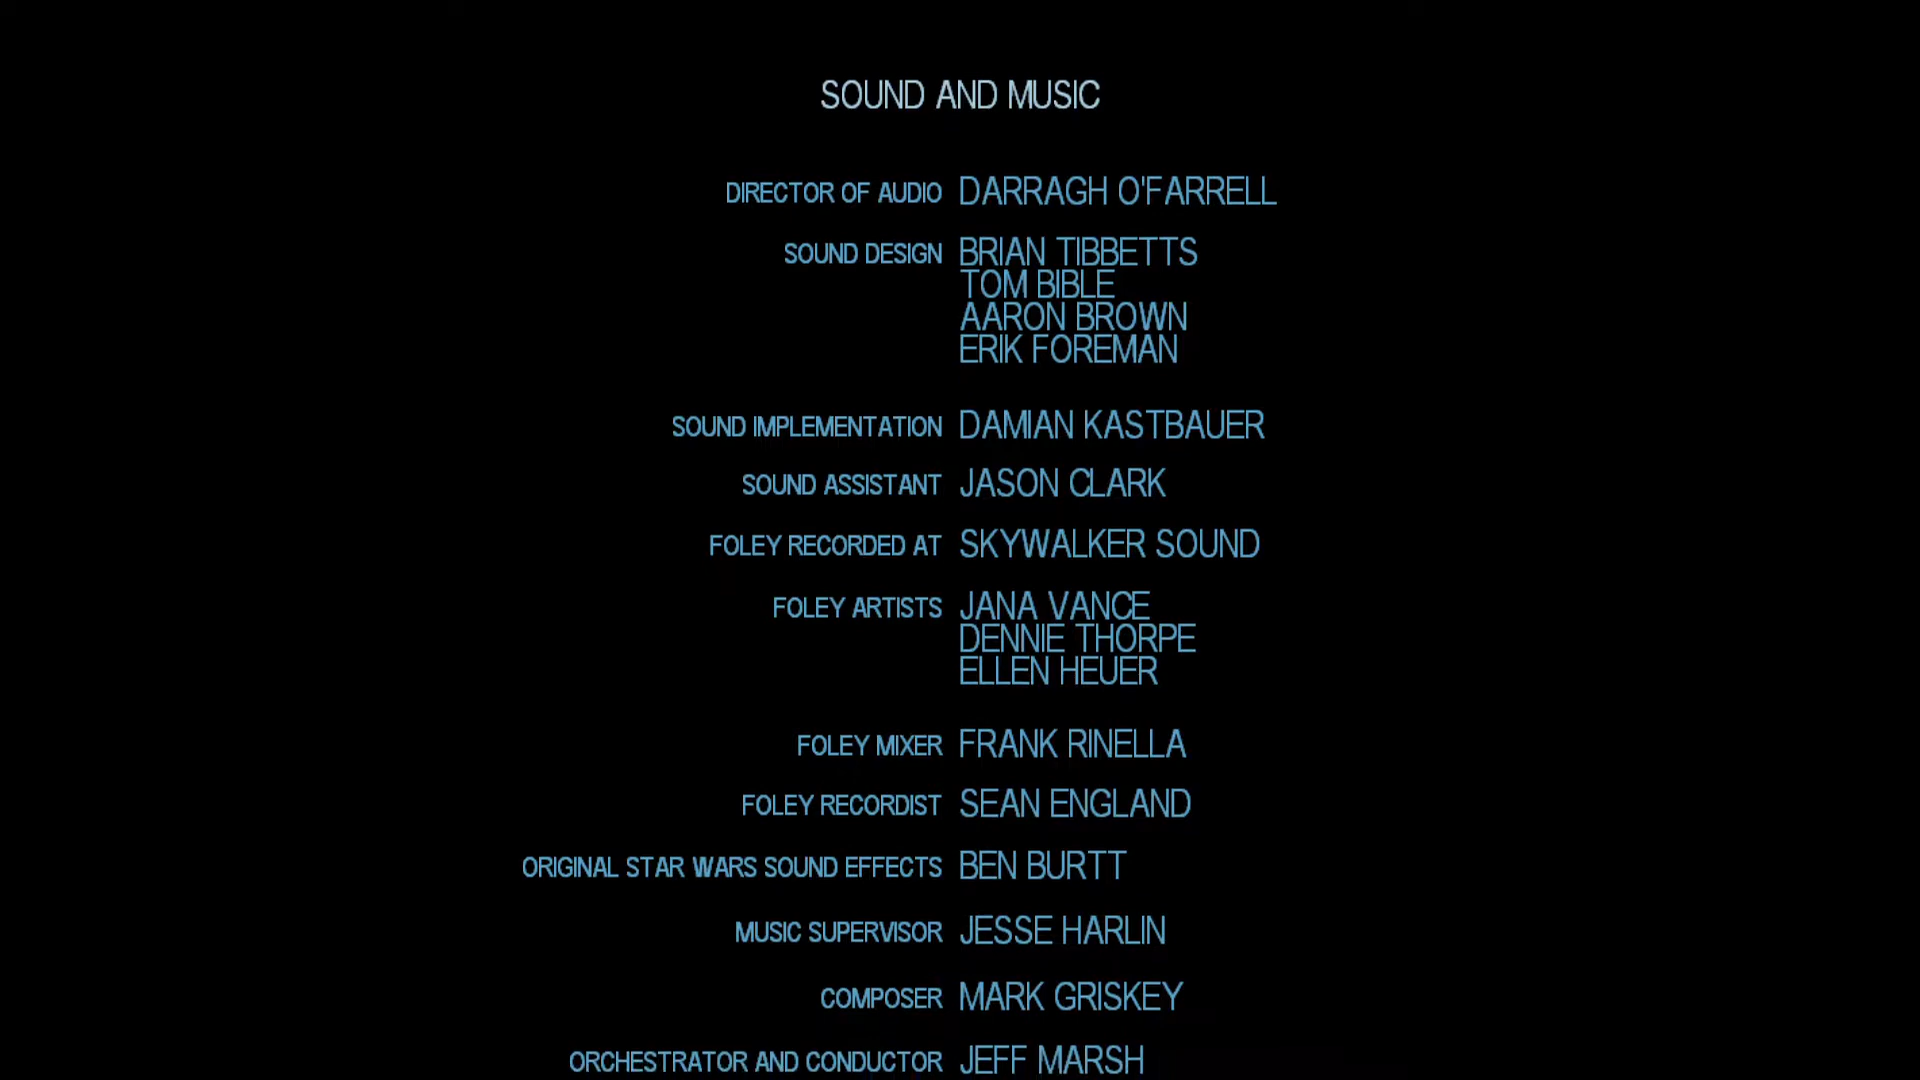 SOUND AND MUSIC
DIRECTOR OF AUDIO DARRAGH O'FARRELL
SOUND DESIGN BRIAN TIBBETTS
TOM BIBLE
AARON BROWN
ERIK FOREMAN
SOUND IMPLEMENTATION DAMIAN KASTBAUER
SOUND ASSISTANT JASON CLARK
FOLEY RECORDED AT SKYWALKER SOUND
FOLEY ARTISTS JANA VANCE
DENNIE THORPE
ELLEN HEUER
FOLEY MIXER FRANK RINELLA
FOLEY RECORDIST SEAN ENGLAND
ORIGINAL STAR WARS SOUND EFFECTS BEN BURTT
MUSIC SUPERVISOR JESSE HARLIN
COMPOSER MARK GRISKEY
ORCHESTRATOR AND CONDUCTOR JEFF MARSH